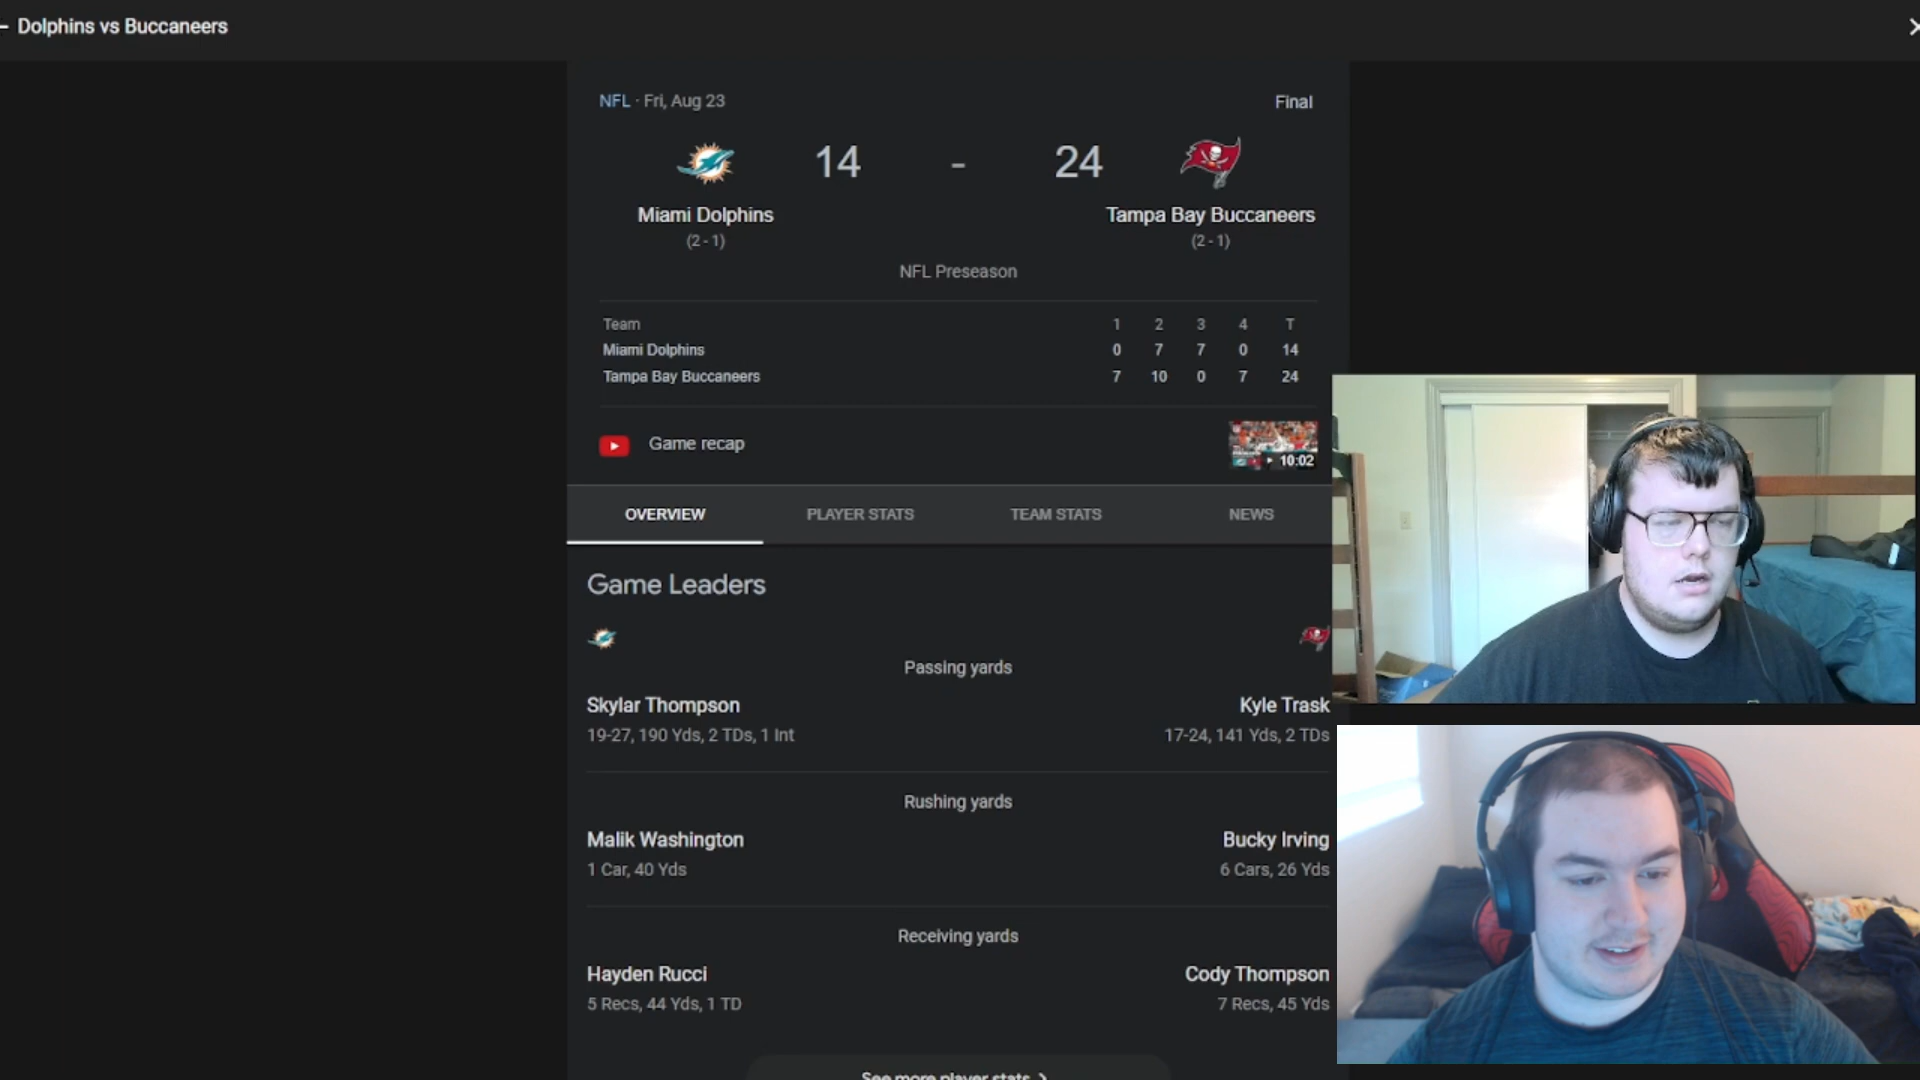 Dolphins vs Buccaneers
NFL · Fri, Aug 23
Final
14 - 24
Miami Dolphins
(2 - 1)
Tampa Bay Buccaneers
(2 - 1)
NFL Preseason
Team 1 2 3 4 T
Miami Dolphins 0 7 7 0 14
Tampa Bay Buccaneers 7 10 0 7 24
Game recap
10:02
OVERVIEW PLAYER STATS TEAM STATS NEWS
Game Leaders
Passing yards
Skylar Thompson Kyle Trask
19-27, 190 Yds, 2 TDs, 1 Int 17-24, 141 Yds, 2 TDs
Rushing yards
Malik Washington Bucky Irving
1 Car, 40 Yds 6 Cars, 26 Yds
Receiving yards
Hayden Rucci Cody Thompson
5 Recs, 44 Yds, 1 TD 7 Recs, 45 Yds
See more player stats